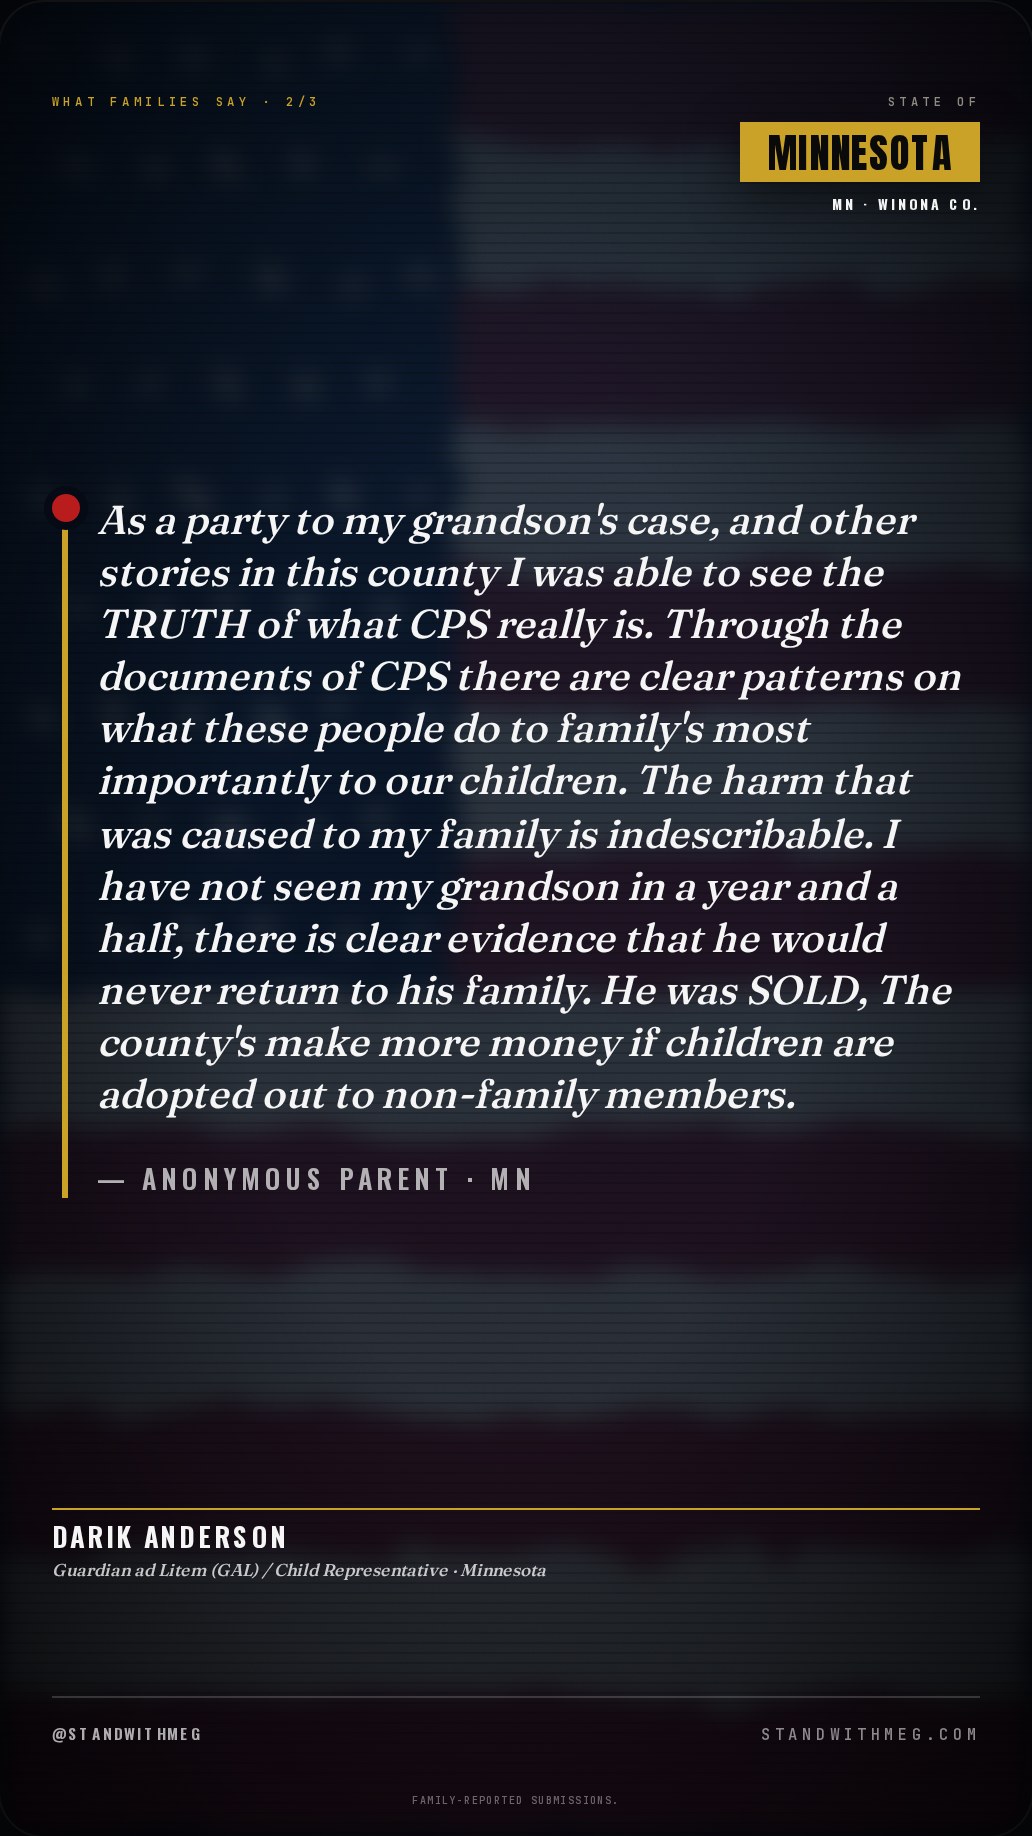 WHAT FAMILIES SAY · 2/3
STATE OF
MINNESOTA
MN · WINONA CO.
As a party to my grandson's case, and other
stories in this county I was able to see the
TRUTH of what CPS really is. Through the
documents of CPS there are clear patterns on
what these people do to family's most
importantly to our children. The harm that
was caused to my family is indescribable. I
have not seen my grandson in a year and a
half, there is clear evidence that he would
never return to his family. He was SOLD, The
county's make more money if children are
adopted out to non-family members.
— ANONYMOUS PARENT · MN
DARIK ANDERSON
Guardian ad Litem (GAL) / Child Representative · Minnesota
@STANDWITHMEG
STANDWITHMEG.COM
FAMILY-REPORTED SUBMISSIONS.